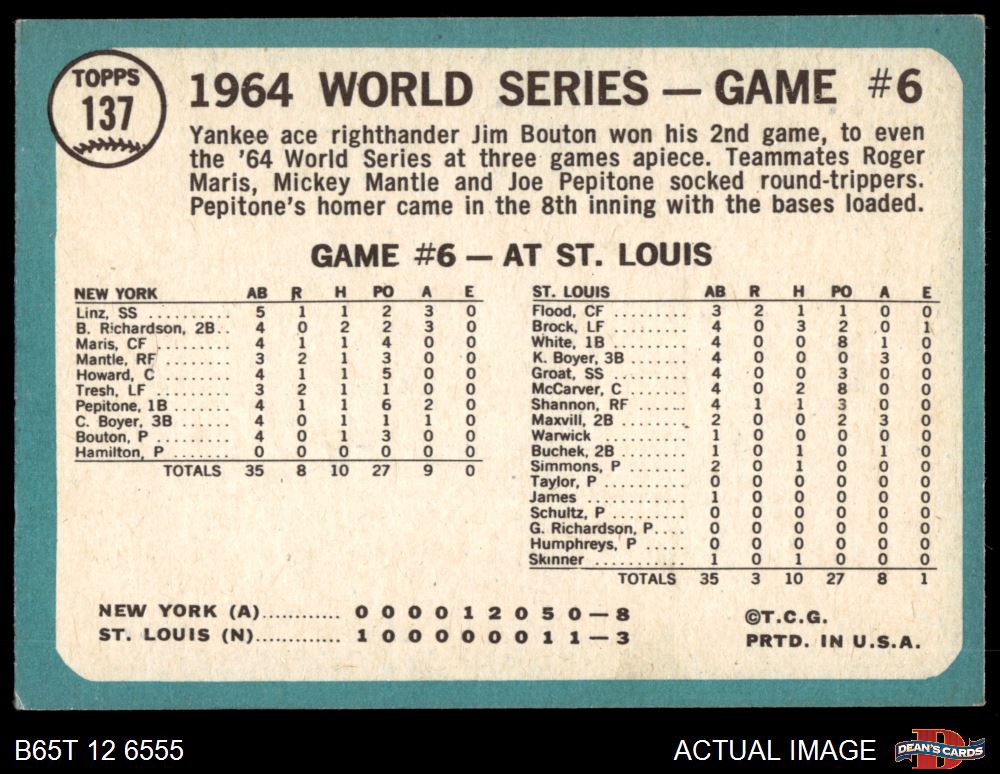 TOPPS
137
1964 WORLD SERIES — GAME #6
Yankee ace righthander Jim Bouton won his 2nd game, to even
the '64 World Series at three games apiece. Teammates Roger
Maris, Mickey Mantle and Joe Pepitone socked round-trippers.
Pepitone's homer came in the 8th inning with the bases loaded.
GAME #6 — AT ST. LOUIS
NEW YORK AB R H PO A E
Linz, SS .......... 5 1 1 2 3 0
B. Richardson, 2B.. 4 0 2 2 3 0
Maris, CF ......... 4 1 1 4 0 0
Mantle, RF ........ 3 2 1 3 0 0
Howard, C ........ 4 1 1 5 0 0
Tresh, LF ......... 3 2 1 1 0 0
Pepitone, 1B ...... 4 1 1 6 2 0
C. Boyer, 3B ...... 4 0 1 1 1 0
Bouton, P ......... 4 0 1 3 0 0
Hamilton, P ....... 0 0 0 0 0 0
TOTALS 35 8 10 27 9 0
ST. LOUIS AB R H PO A E
Flood, CF ......... 3 2 1 1 0 0
Brock, LF ......... 4 0 3 2 0 1
White, 1B ......... 4 0 0 8 1 0
K. Boyer, 3B ...... 4 0 0 0 3 0
Groat, SS ......... 4 0 0 3 0 0
McCarver, C ....... 4 0 2 8 0 0
Shannon, RF ...... 4 1 1 3 0 0
Maxvill, 2B ....... 2 0 0 2 3 0
Warwick .......... 1 0 0 0 0 0
Buchek, 2B ....... 1 0 1 0 1 0
Simmons, P ....... 2 0 1 0 0 0
Taylor, P ......... 0 0 0 0 0 0
James ............ 1 0 0 0 0 0
Schultz, P ........ 0 0 0 0 0 0
G. Richardson, P.... 0 0 0 0 0 0
Humphreys, P ..... 0 0 0 0 0 0
Skinner ........... 1 0 1 0 0 0
TOTALS 35 3 10 27 8 1
NEW YORK (A)............ 0 0 0 0 1 2 0 5 0 — 8
ST. LOUIS (N)............ 1 0 0 0 0 0 0 1 1 — 3
©T.C.G.
PRTD. IN U.S.A.
B65T 12 6555
ACTUAL IMAGE
D
DEAN'S CARDS